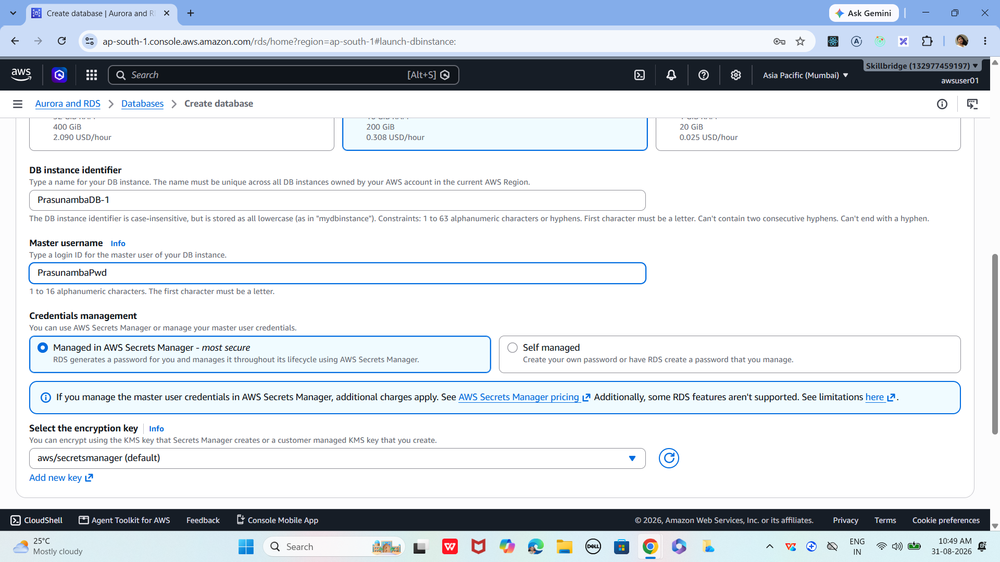 Create database | Aurora and R
Ask Gemini
ap-south-1.console.aws.amazon.com/rds/home?region=ap-south-1#launch-dbinstance:
aws
Search
[Alt+S]
Asia Pacific (Mumbai)
Skillbridge (132977459197)
awsuser01
Aurora and RDS
Databases
Create database
400 GiB
2.090 USD/hour
200 GiB
0.308 USD/hour
20 GiB
0.025 USD/hour
DB instance identifier
Type a name for your DB instance. The name must be unique across all DB instances owned by your AWS account in the current AWS Region.
PrasunambaDB-1
The DB instance identifier is case-insensitive, but is stored as all lowercase (as in "mydbinstance"). Constraints: 1 to 63 alphanumeric characters or hyphens. First character must be a letter. Can't contain two consecutive hyphens. Can't end with a hyphen.
Master username Info
Type a login ID for the master user of your DB instance.
PrasunambaPwd
1 to 16 alphanumeric characters. The first character must be a letter.
Credentials management
You can use AWS Secrets Manager or manage your master user credentials.
Managed in AWS Secrets Manager - most secure
RDS generates a password for you and manages it throughout its lifecycle using AWS Secrets Manager.
Self managed
Create your own password or have RDS create a password that you manage.
If you manage the master user credentials in AWS Secrets Manager, additional charges apply. See AWS Secrets Manager pricing Additionally, some RDS features aren't supported. See limitations here .
Select the encryption key Info
You can encrypt using the KMS key that Secrets Manager creates or a customer managed KMS key that you create.
aws/secretsmanager (default)
Add new key
CloudShell
Agent Toolkit for AWS
Feedback
Console Mobile App
© 2026, Amazon Web Services, Inc. or its affiliates.
Privacy
Terms
Cookie preferences
25°C
Mostly cloudy
Search
DELL
ENG
IN
10:49 AM
31-08-2026